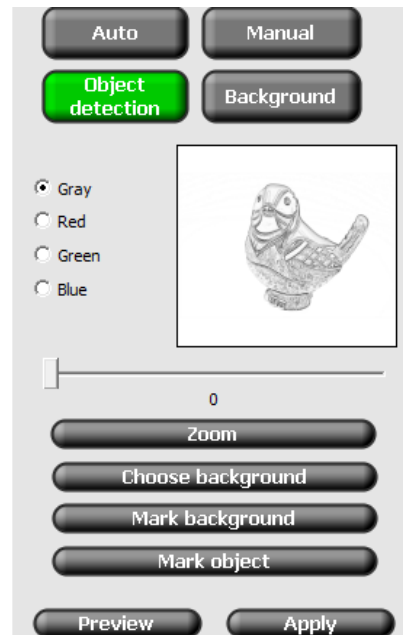 Auto
Manual
Object
detection
Background
Gray
Red
Green
Blue
0
Zoom
Choose background
Mark background
Mark object
Preview
Apply